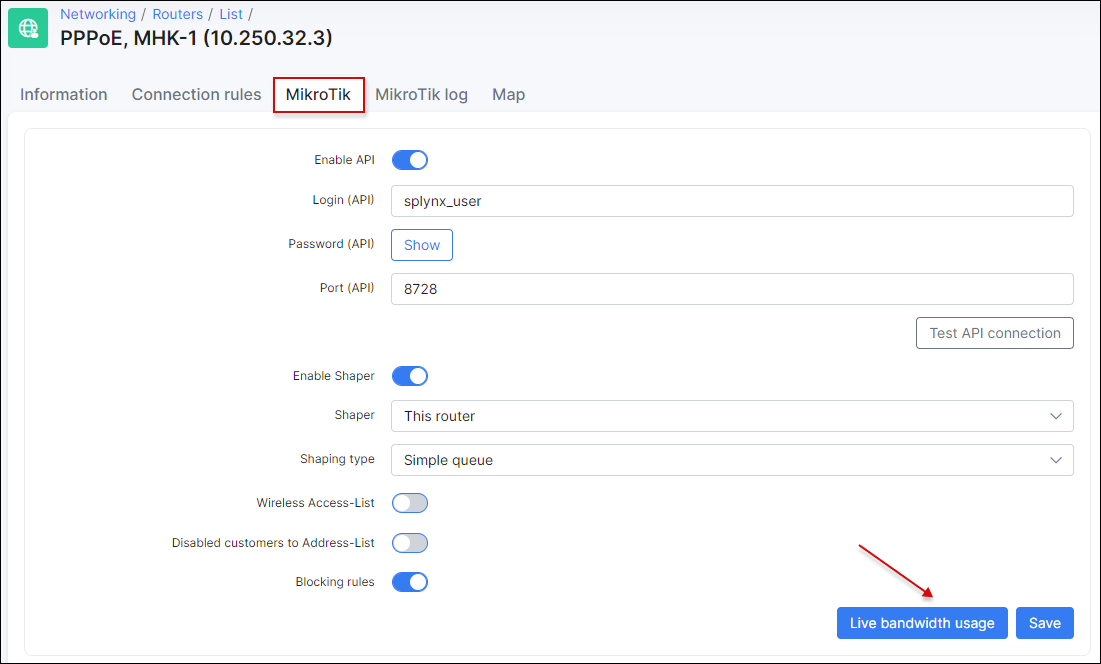 Networking / Routers / List /
PPPoE, MHK-1 (10.250.32.3)
Information Connection rules MikroTik MikroTik log Map
Enable API
Login (API) splynx_user
Password (API) Show
Port (API) 8728
Test API connection
Enable Shaper
Shaper This router
Shaping type Simple queue
Wireless Access-List
Disabled customers to Address-List
Blocking rules
Live bandwidth usage Save